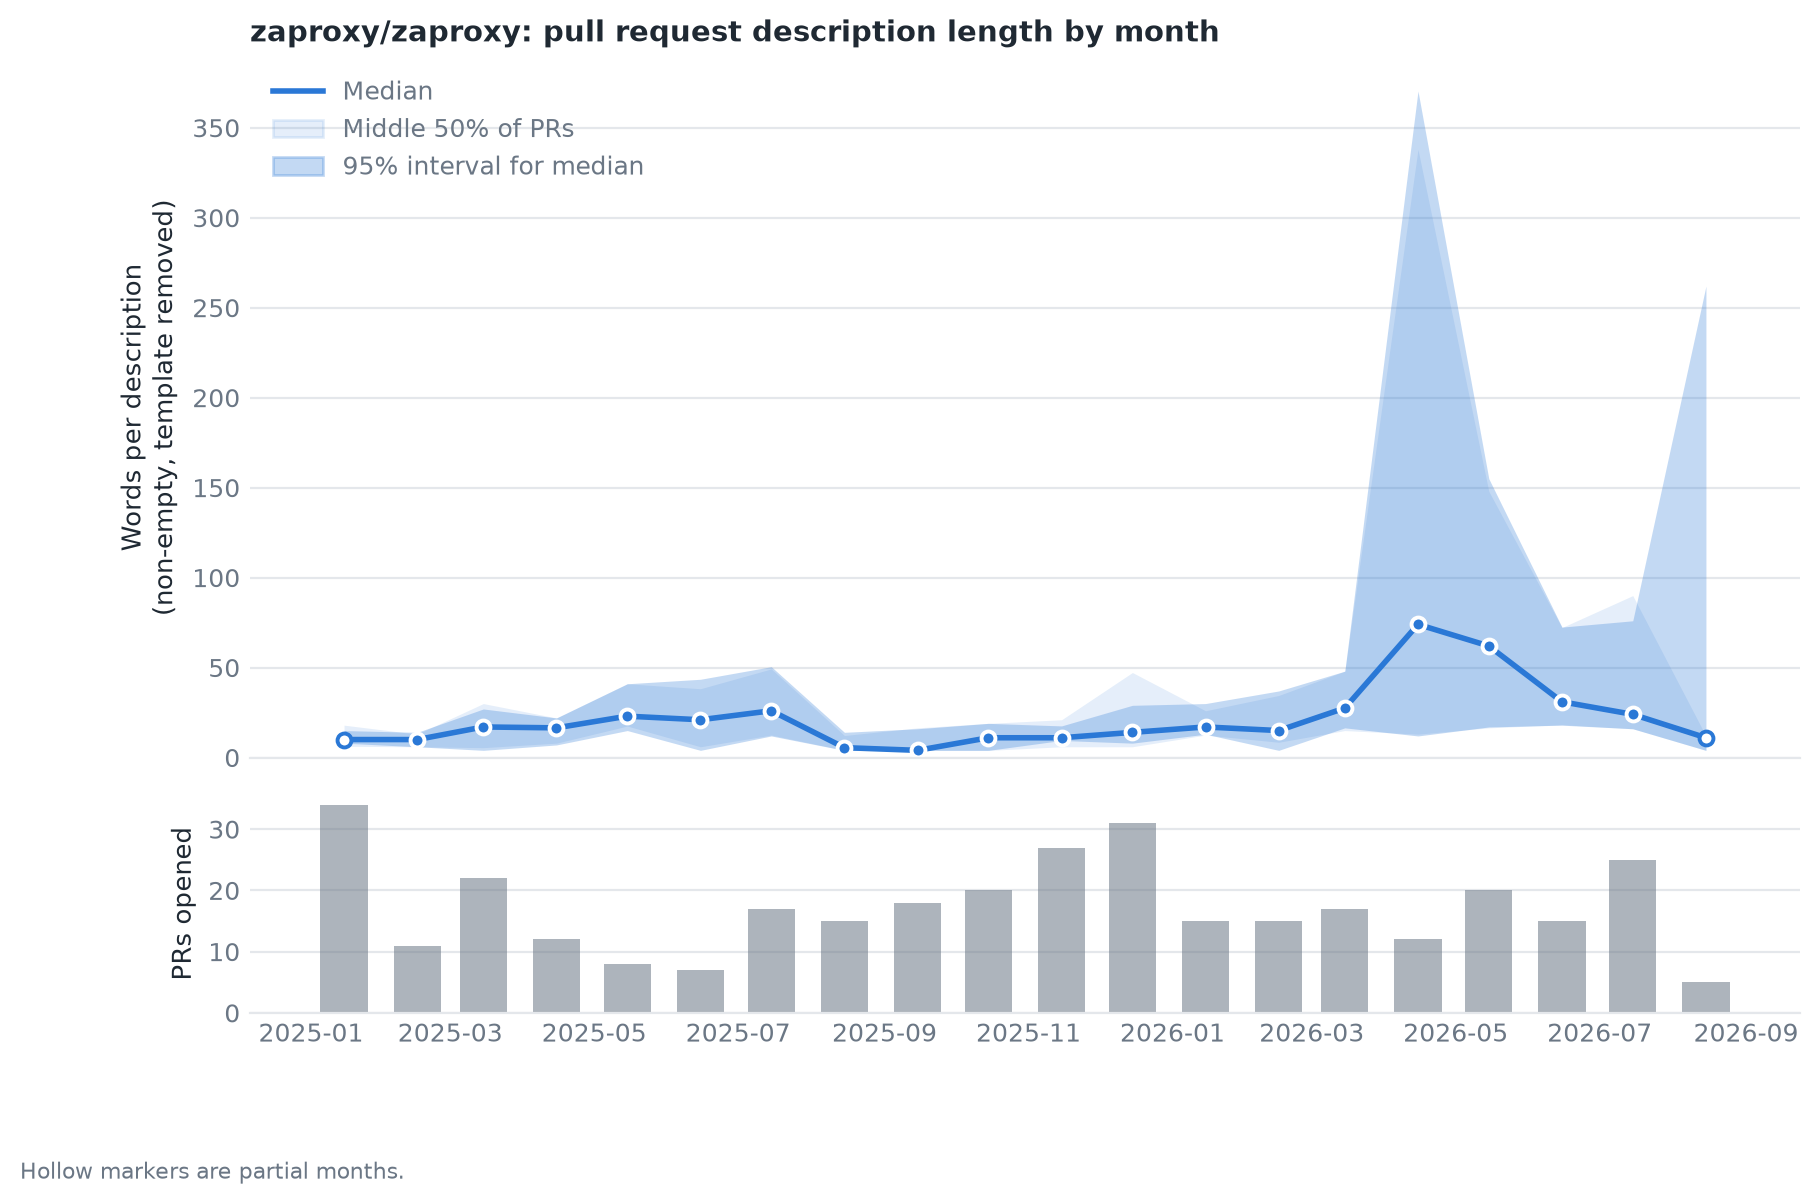 zaproxy/zaproxy: pull request description length by month
Median
Middle 50% of PRs
95% interval for median
Words per description
(non-empty, template removed)
350
300
250
200
150
100
50
0
PRs opened
30
20
10
0
2025-01 2025-03 2025-05 2025-07 2025-09 2025-11 2026-01 2026-03 2026-05 2026-07 2026-09
Hollow markers are partial months.